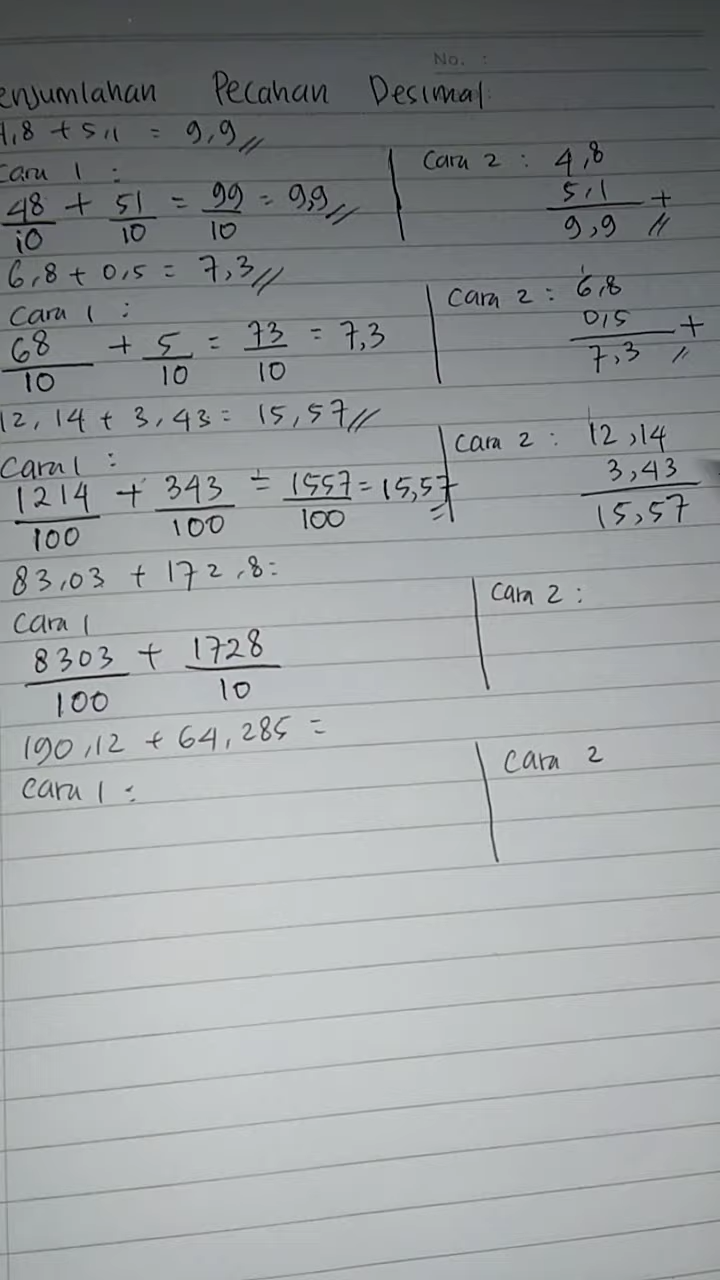 No. :
enjumlahan Pecahan Desimal:
4,8 + 5,1 = 9,9 //
Cara 1 :
48/10 + 51/10 = 99/10 = 9,9 //
Cara 2 : 4,8
5,1 +
9,9 //
6,8 + 0,5 = 7,3 //
Cara 1 :
68/10 + 5/10 = 73/10 = 7,3
Cara 2 : 6,8
0,5 +
7,3 //
12,14 + 3,43 = 15,57 //
Cara 1 :
1214/100 + 343/100 = 1557/100 = 15,57
Cara 2 : 12,14
3,43
15,57
83,03 + 172,8 =
Cara 1
8303/100 + 1728/10
Cara 2 :
190,12 + 64,285 =
Cara 1 :
Cara 2